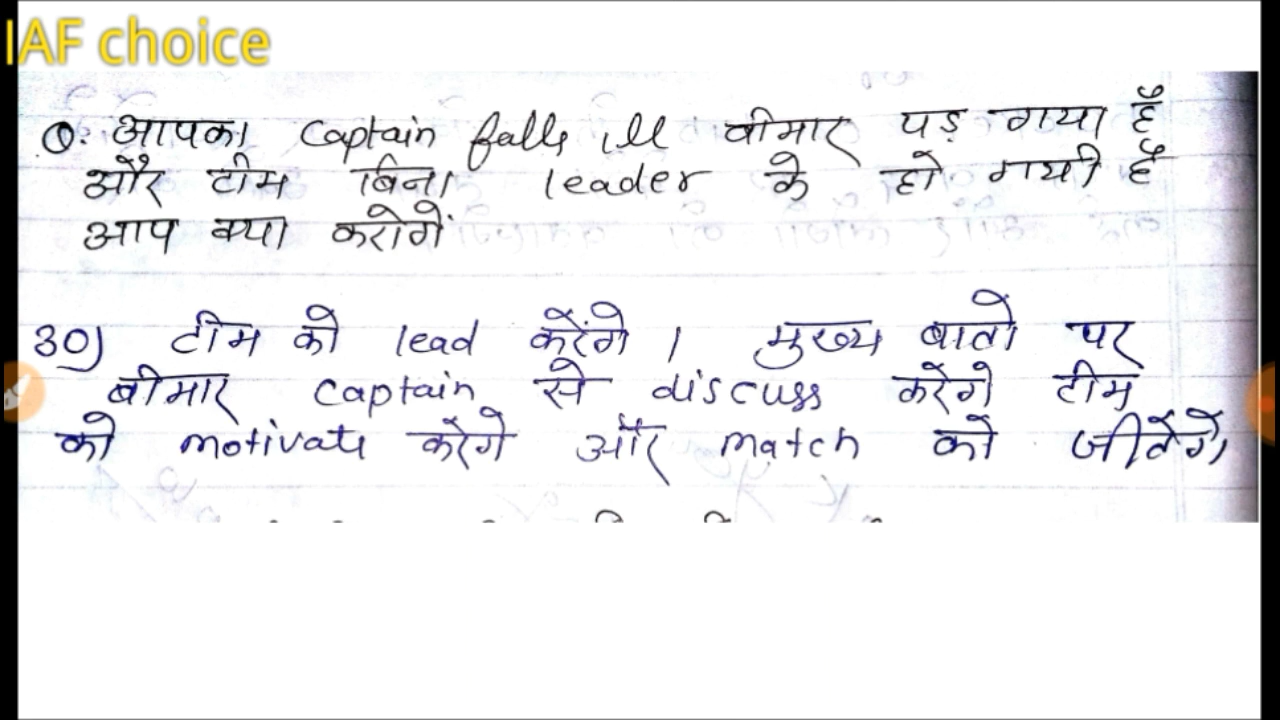 IAF choice
Q. आपका Captain falls ill बीमार पड़ गया है
और टीम बिना leader के हो गयी है
आप क्या करोगें
30) टीम को lead करेंगे। मुख्य बातो पर
बीमार captain से discuss करेंगे टीम
को motivate करेंगे और match को जीतेंगे